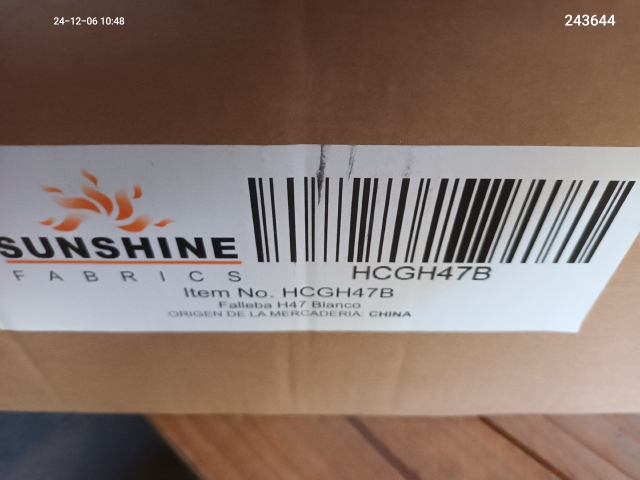 24-12-06 10:48
243644
SUNSHINE
FABRICS
HCGH47B
Item No. HCGH47B
Falleba H47 Blanco
ORIGEN DE LA MERCADERIA: CHINA